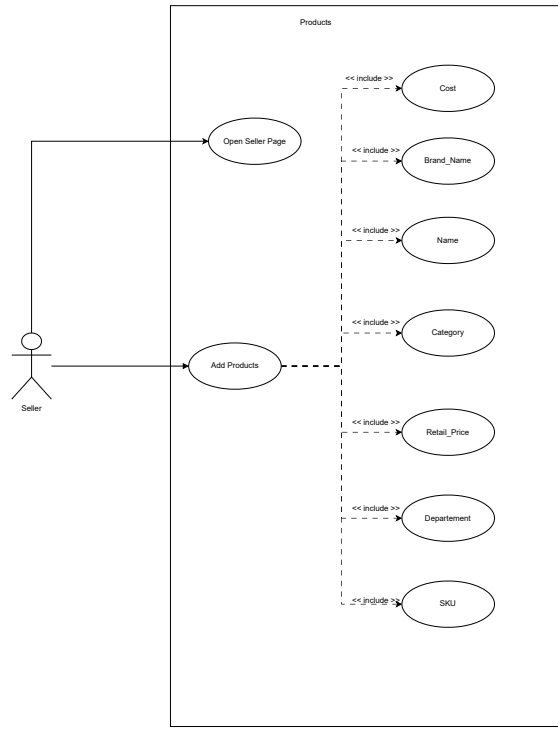 Products
<< include >>
Cost
Open Seller Page
<< include >>
Brand_Name
<< include >>
Name
<< include >>
Category
Add Products
Seller
<< include >>
Retail_Price
<< include >>
Departement
<< include >>
SKU